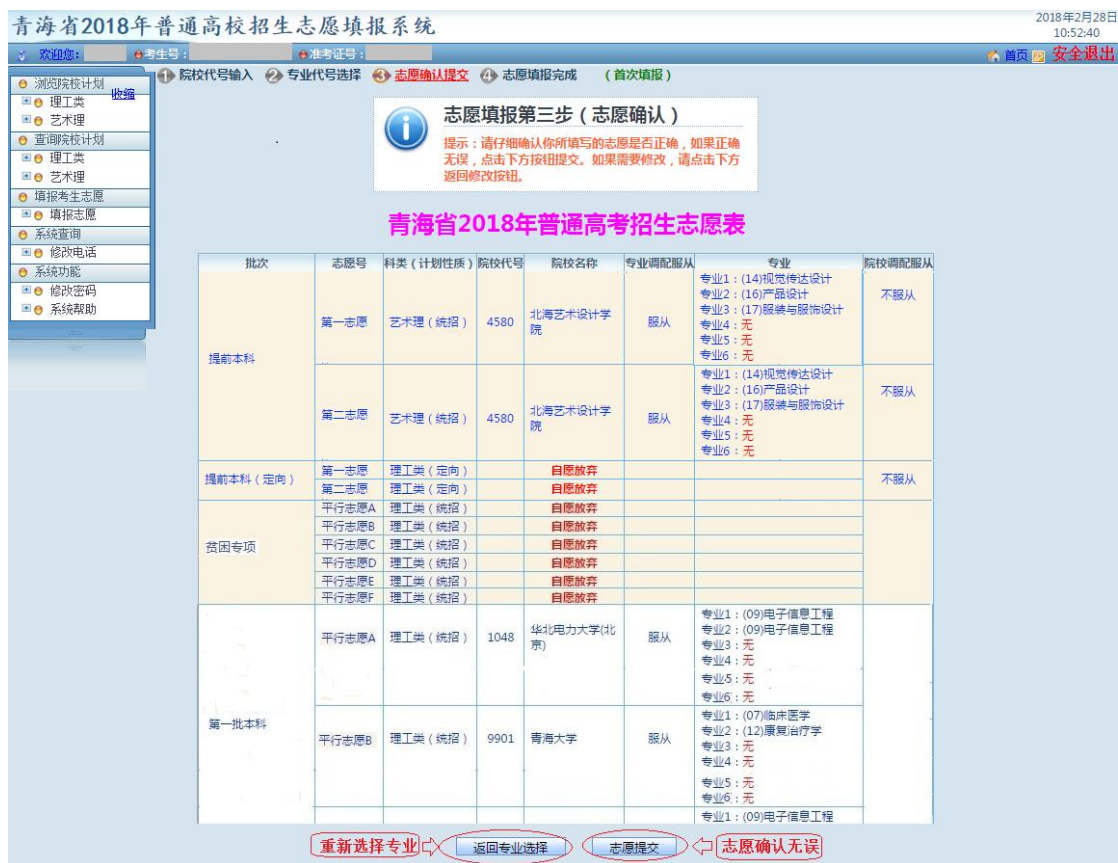 青海省2018年普通高校招生志愿填报系统
2018年2月28日
10:52:40
欢迎您:
考生号:
准考证号:
首页
安全退出
浏览院校计划
收缩
理工类
艺术理
查询院校计划
理工类
艺术理
填报考生志愿
填报志愿
系统查询
修改电话
系统功能
修改密码
系统帮助
1 院校代号输入 2 专业代号选择 3 志愿确认提交 4 志愿填报完成 (首次填报)
志愿填报第三步(志愿确认)
提示:请仔细确认你所填写的志愿是否正确,如果正确
无误,点击下方按钮提交。如果需要修改,请点击下方
返回修改按钮。
青海省2018年普通高考招生志愿表
批次 志愿号 科类(计划性质) 院校代号 院校名称 专业调配服从 专业 院校调配服从
提前本科
第一志愿 艺术理(统招) 4580 北海艺术设计学
院
服从
专业1:(14)视觉传达设计
专业2:(16)产品设计
专业3:(17)服装与服饰设计
专业4:无
专业5:无
专业6:无
不服从
第二志愿 艺术理(统招) 4580 北海艺术设计学
院
服从
专业1:(14)视觉传达设计
专业2:(16)产品设计
专业3:(17)服装与服饰设计
专业4:无
专业5:无
专业6:无
不服从
提前本科(定向)
第一志愿 理工类(定向) 自愿放弃
第二志愿 理工类(定向) 自愿放弃
不服从
贫困专项
平行志愿A 理工类(统招) 自愿放弃
平行志愿B 理工类(统招) 自愿放弃
平行志愿C 理工类(统招) 自愿放弃
平行志愿D 理工类(统招) 自愿放弃
平行志愿E 理工类(统招) 自愿放弃
平行志愿F 理工类(统招) 自愿放弃
第一批本科
平行志愿A 理工类(统招) 1048 华北电力大学(北
京)
服从
专业1:(09)电子信息工程
专业2:(09)电子信息工程
专业3:无
专业4:无
专业5:无
专业6:无
平行志愿B 理工类(统招) 9901 青海大学 服从
专业1:(07)临床医学
专业2:(12)康复治疗学
专业3:无
专业4:无
专业5:无
专业6:无
专业1:(09)电子信息工程
重新选择专业 返回专业选择 志愿提交 志愿确认无误